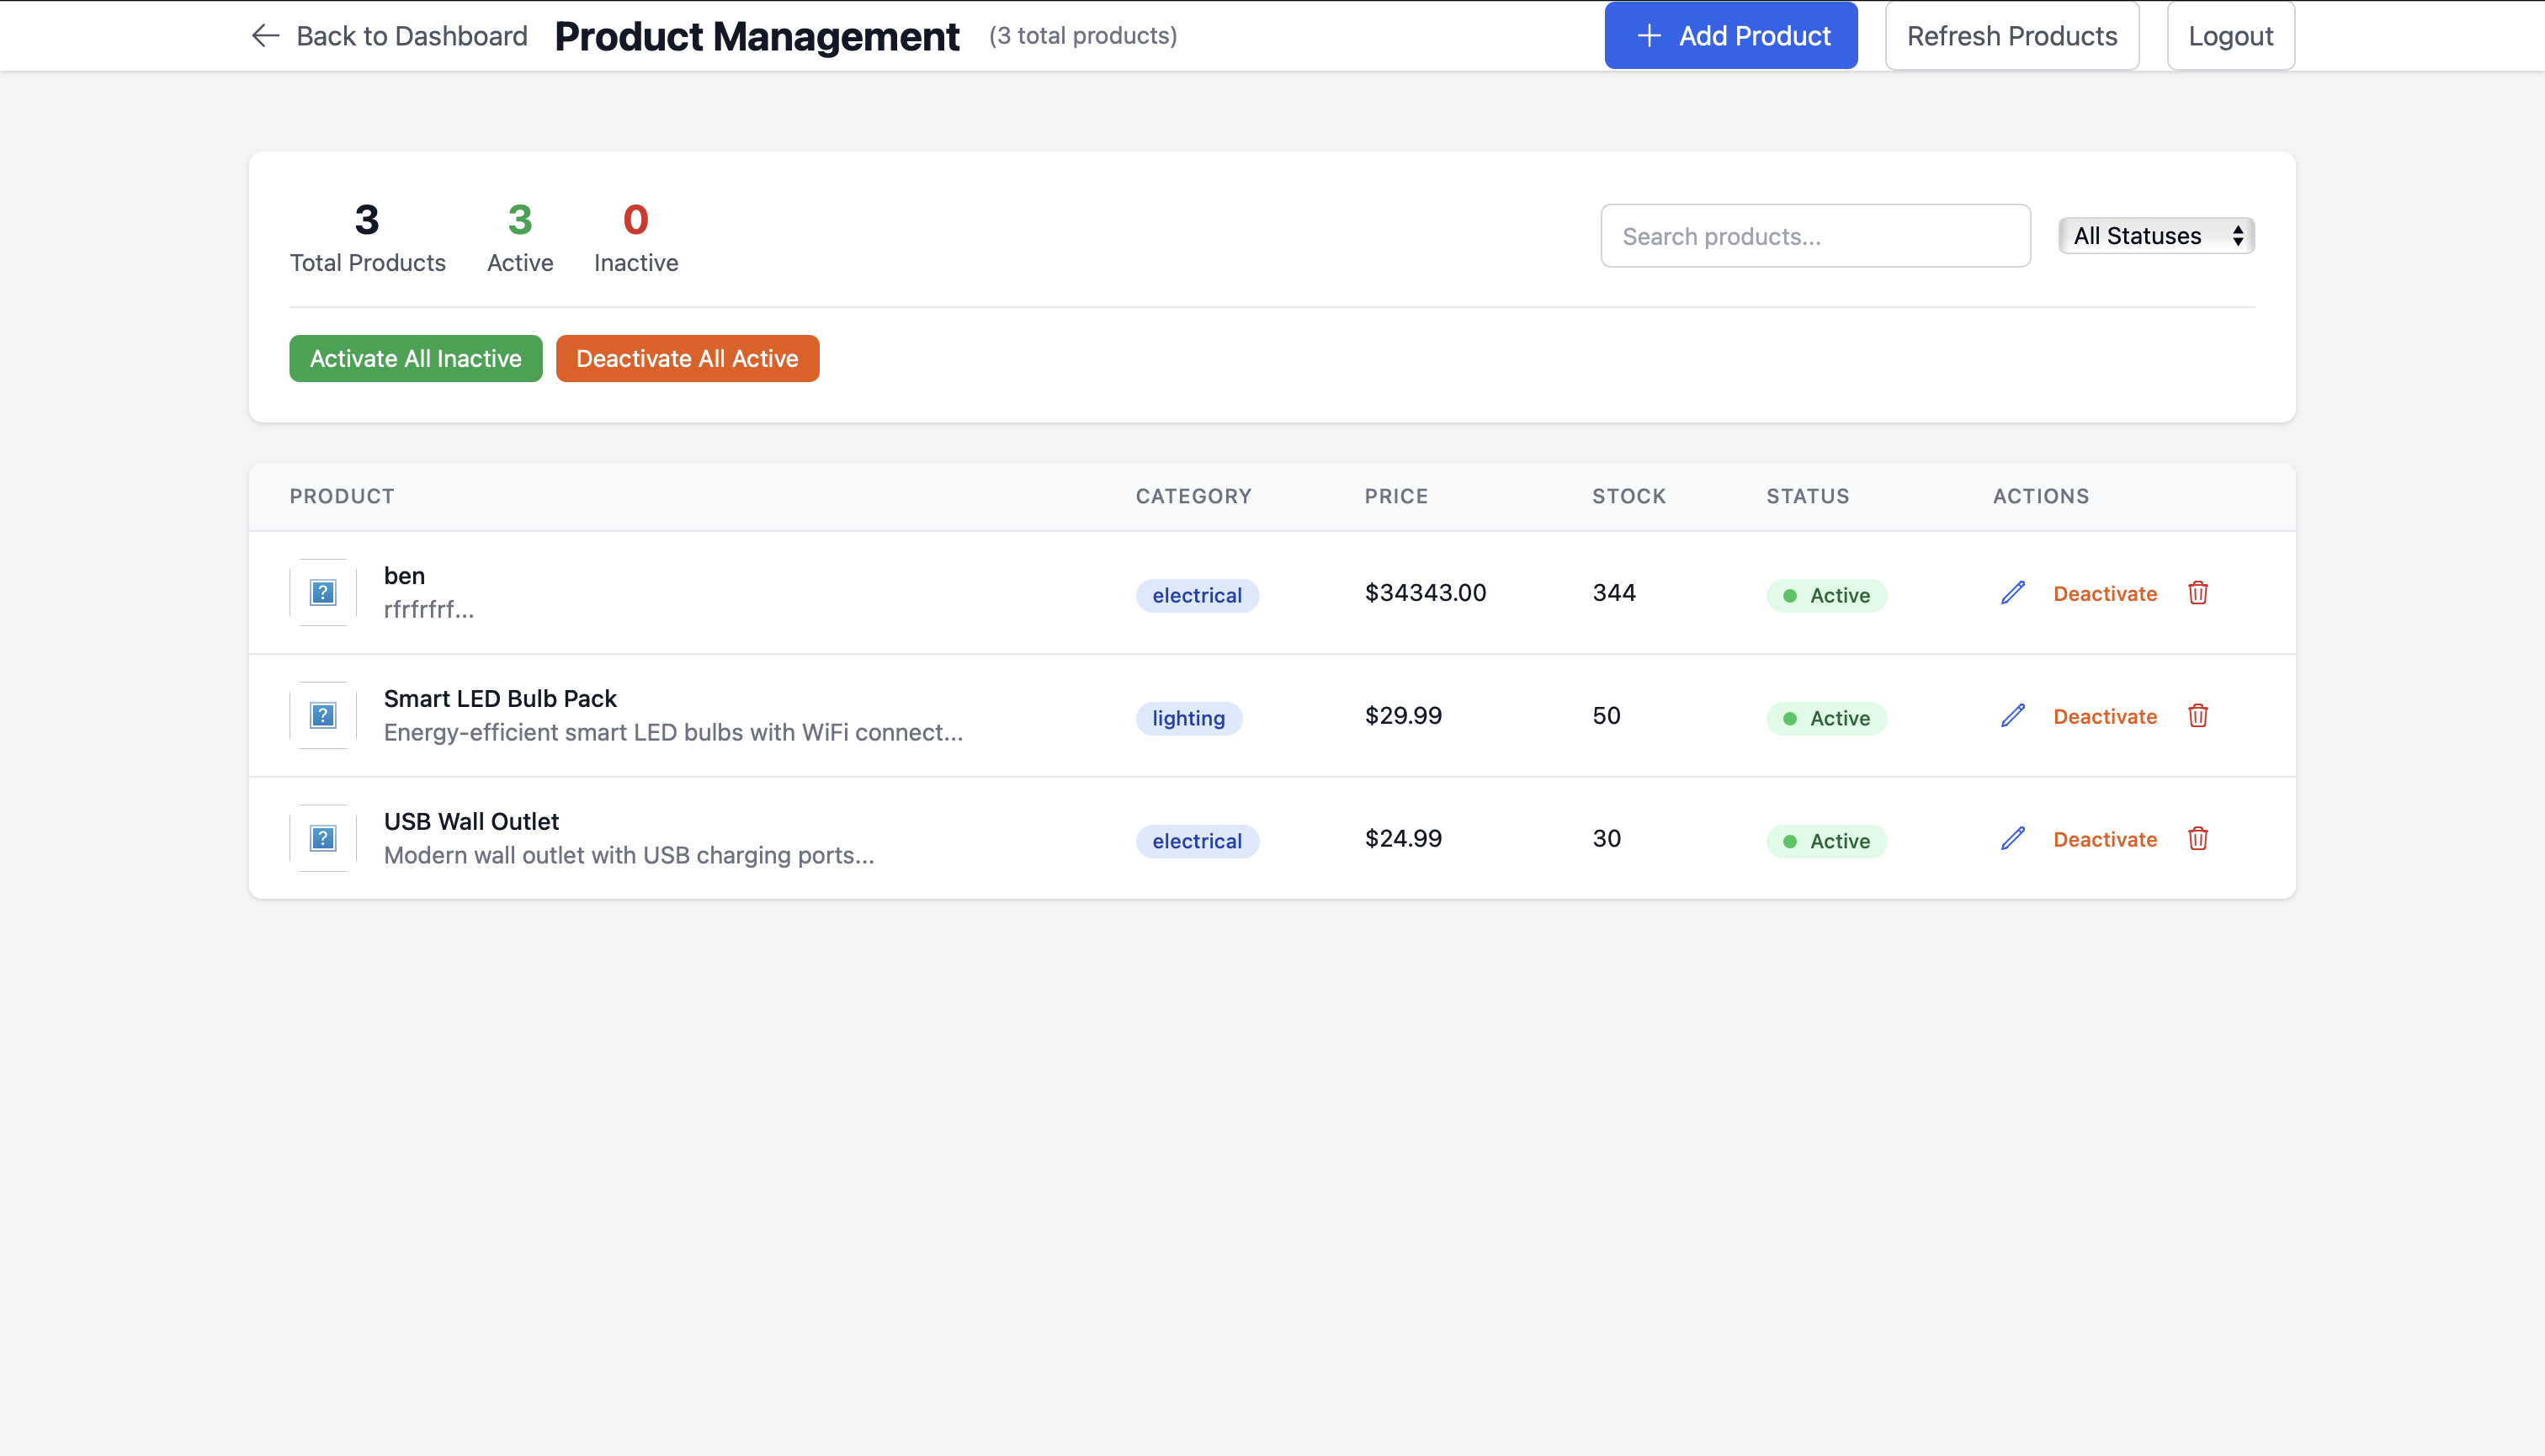 Back to Dashboard Product Management (3 total products) Add Product Refresh Products Logout
3 3 0
Total Products Active Inactive
Search products... All Statuses
Activate All Inactive Deactivate All Active
PRODUCT CATEGORY PRICE STOCK STATUS ACTIONS
ben
rfrfrfrf...
electrical $34343.00 344 Active Deactivate
Smart LED Bulb Pack
Energy-efficient smart LED bulbs with WiFi connect...
lighting $29.99 50 Active Deactivate
USB Wall Outlet
Modern wall outlet with USB charging ports...
electrical $24.99 30 Active Deactivate